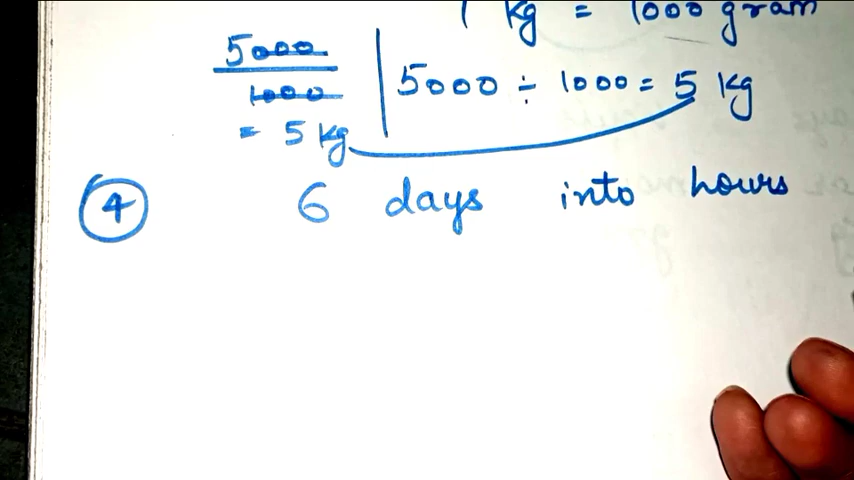 1 kg = 1000 gram
5000
1000
= 5 kg
5000 ÷ 1000 = 5 kg
4 6 days into hours